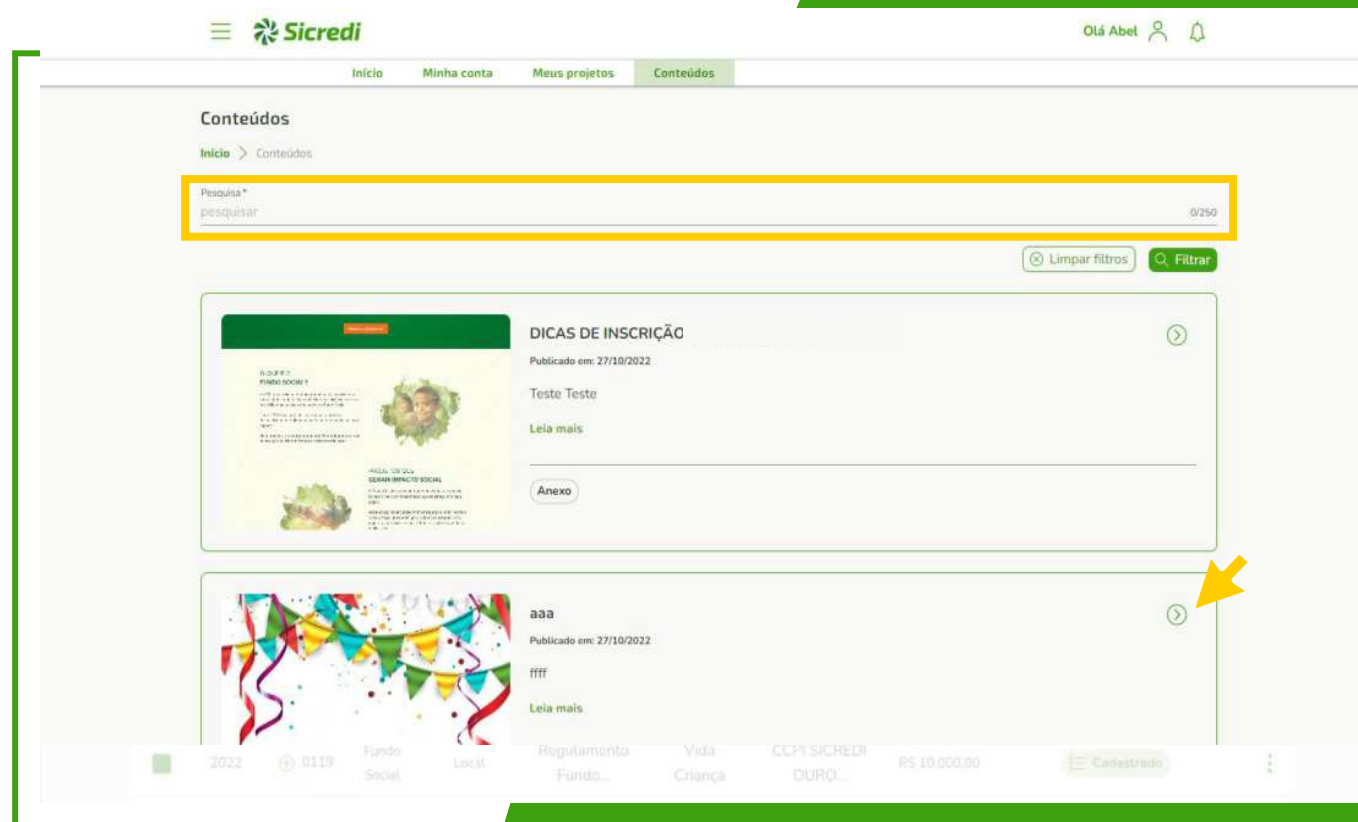 Sicredi
Olá Abel
Início Minha conta Meus projetos Conteúdos
Conteúdos
Início > Conteúdos
Pesquisa *
pesquisar 0/250
Limpar filtros Filtrar
DICAS DE INSCRIÇÃO
Publicado em: 27/10/2022
Teste Teste
Leia mais
GERAM IMPACTO SOCIAL
Anexo
aaa
Publicado em: 27/10/2022
ffff
Leia mais
2022 0119 Fundo Social Local Regulamento Fundo... Vida Criança CCPI SICREDI OURO... R$ 10.000,00 Cadastrado